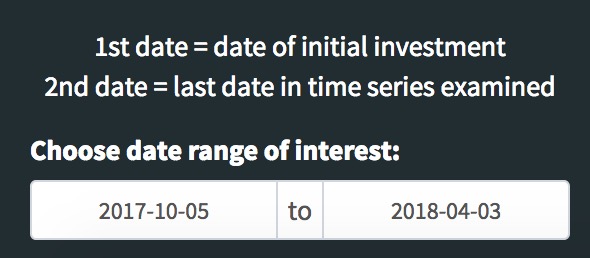 1st date = date of initial investment
2nd date = last date in time series examined
Choose date range of interest:
2017-10-05 to 2018-04-03